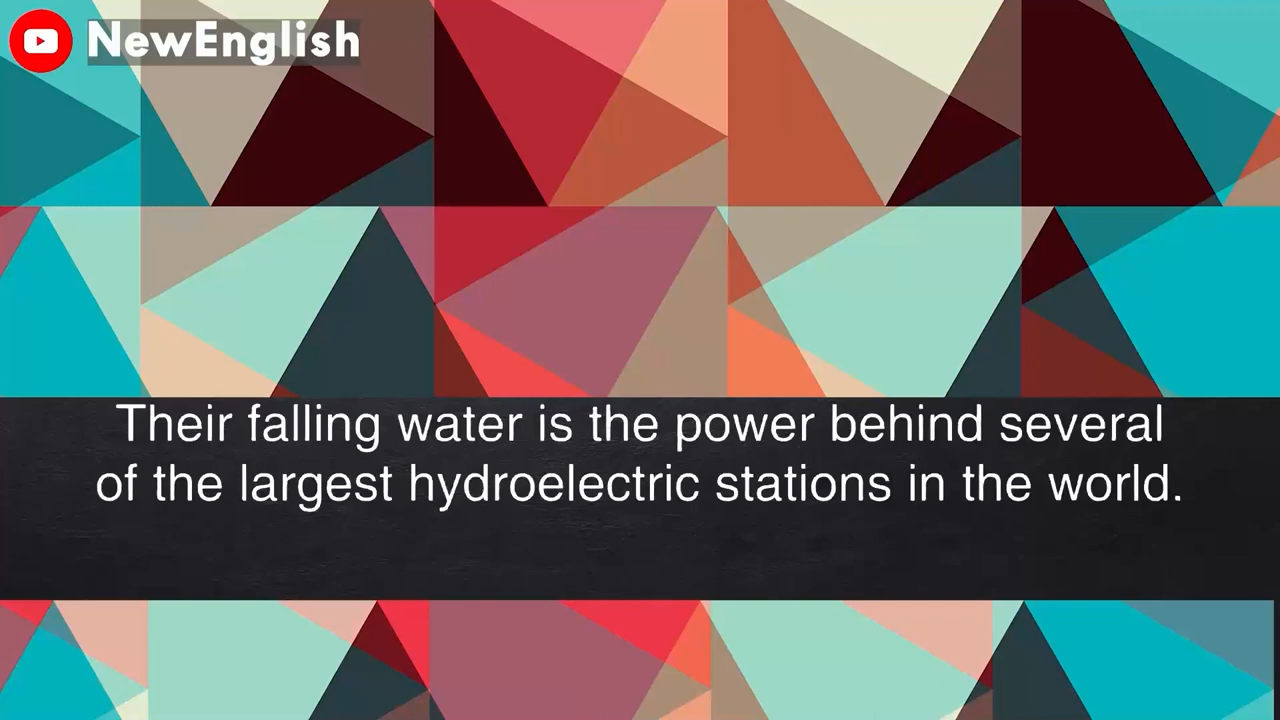 NewEnglish
Their falling water is the power behind several
of the largest hydroelectric stations in the world.